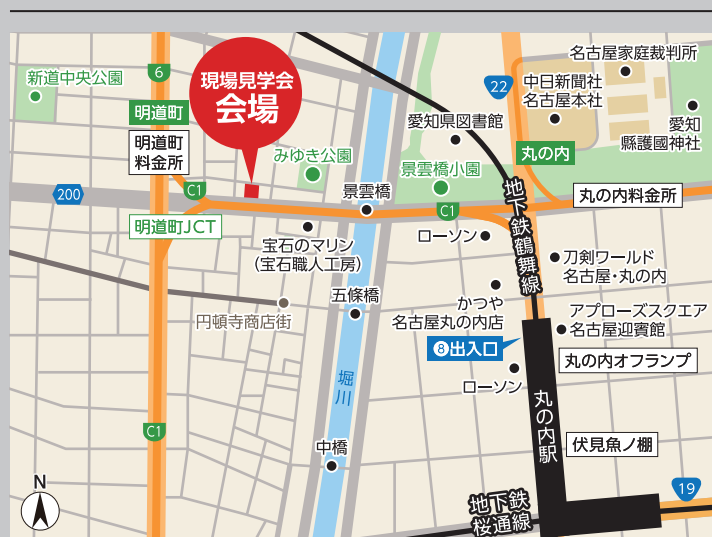 新道中央公園
6
明道町
明道町
料金所
現場見学会
会場
みゆき公園
200
C1
明道町JCT
宝石のマリン
(宝石職人工房)
景雲橋
五條橋
円頓寺商店街
堀川
中橋
C1
N
愛知県図書館
景雲橋小園
C1
22
中日新聞社
名古屋本社
名古屋家庭裁判所
愛知
縣護國神社
丸の内
丸の内料金所
地下鉄鶴舞線
ローソン
刀剣ワールド
名古屋・丸の内
かつや
名古屋丸の内店
アプローズスクエア
名古屋迎賓館
8出入口
丸の内オフランプ
ローソン
丸の内駅
伏見魚ノ棚
19
地下鉄
桜通線